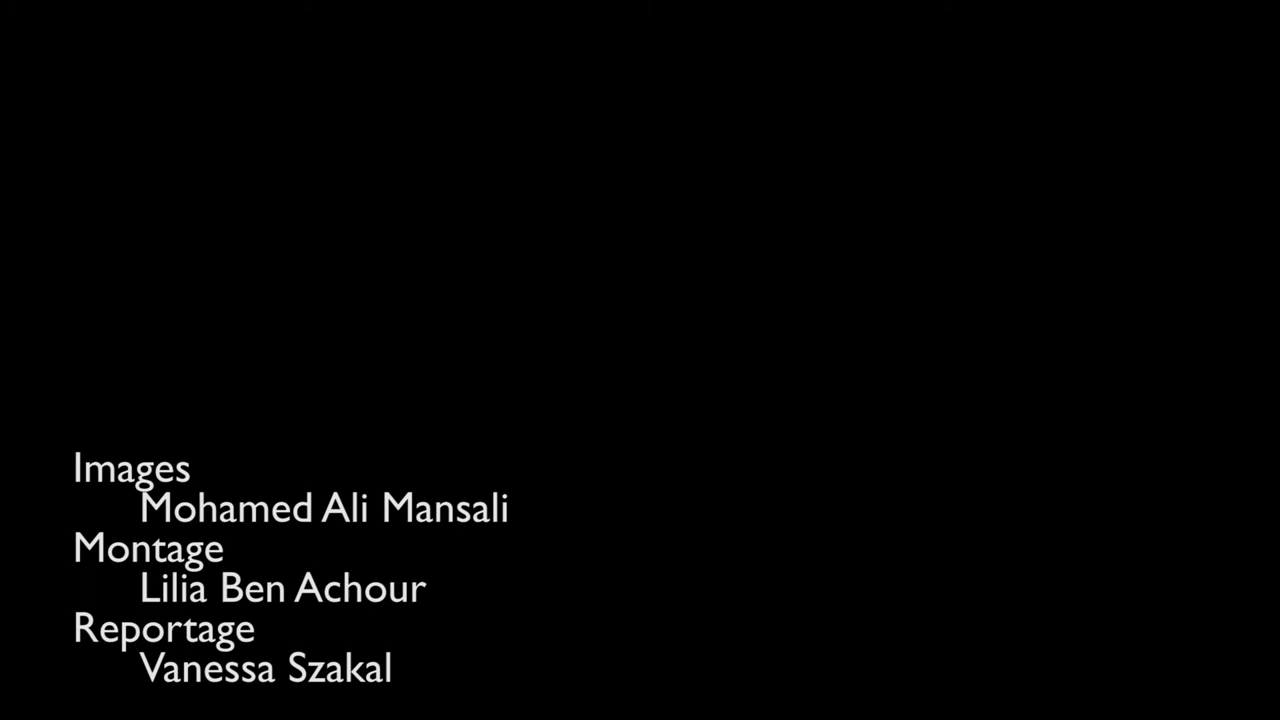 Images
Mohamed Ali Mansali
Montage
Lilia Ben Achour
Reportage
Vanessa Szakal